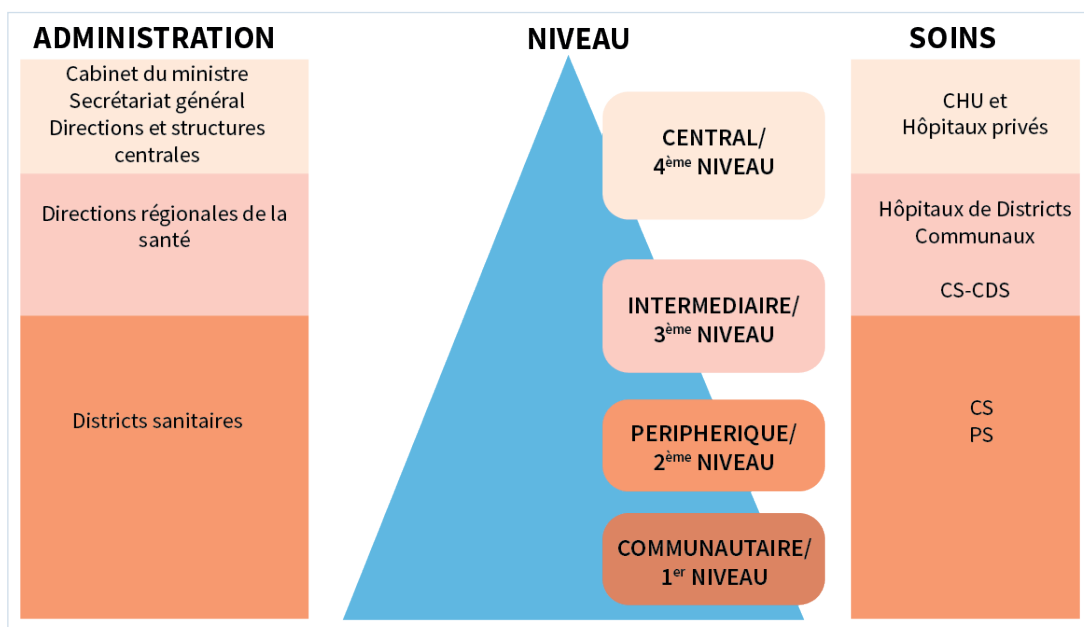 ADMINISTRATION
Cabinet du ministre
Secrétariat général
Directions et structures
centrales
Directions régionales de la
santé
Districts sanitaires
NIVEAU
CENTRAL/
4ème NIVEAU
INTERMEDIAIRE/
3ème NIVEAU
PERIPHERIQUE/
2ème NIVEAU
COMMUNAUTAIRE/
1er NIVEAU
SOINS
CHU et
Hôpitaux privés
Hôpitaux de Districts
Communaux
CS-CDS
CS
PS